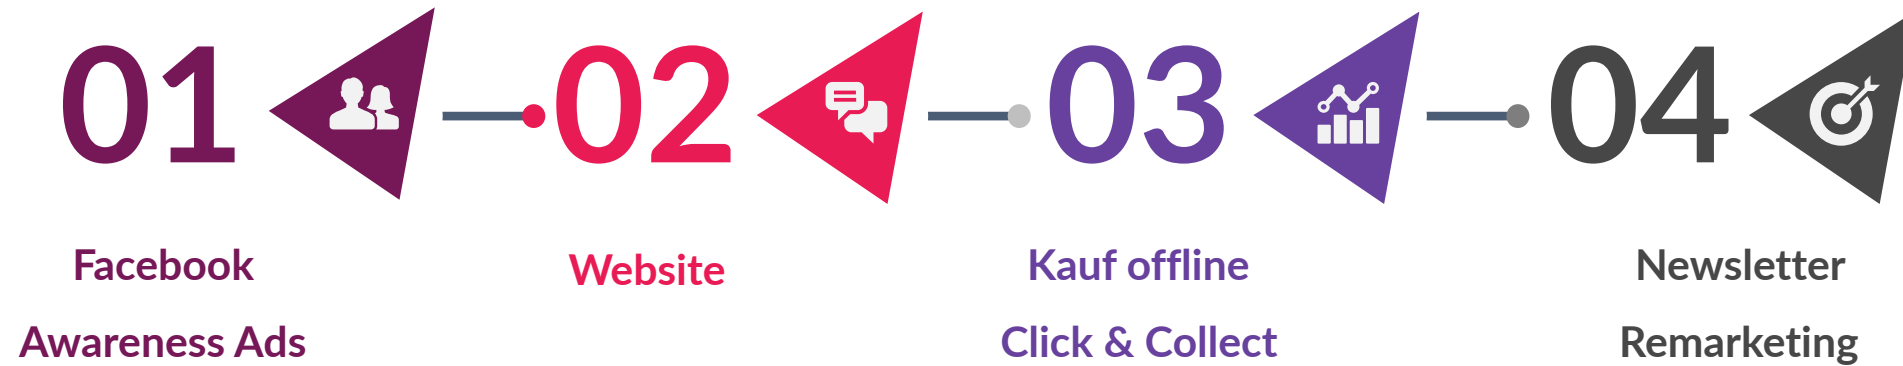 01
02
03
04
Facebook
Awareness Ads
Website
Kauf offline
Click & Collect
Newsletter
Remarketing